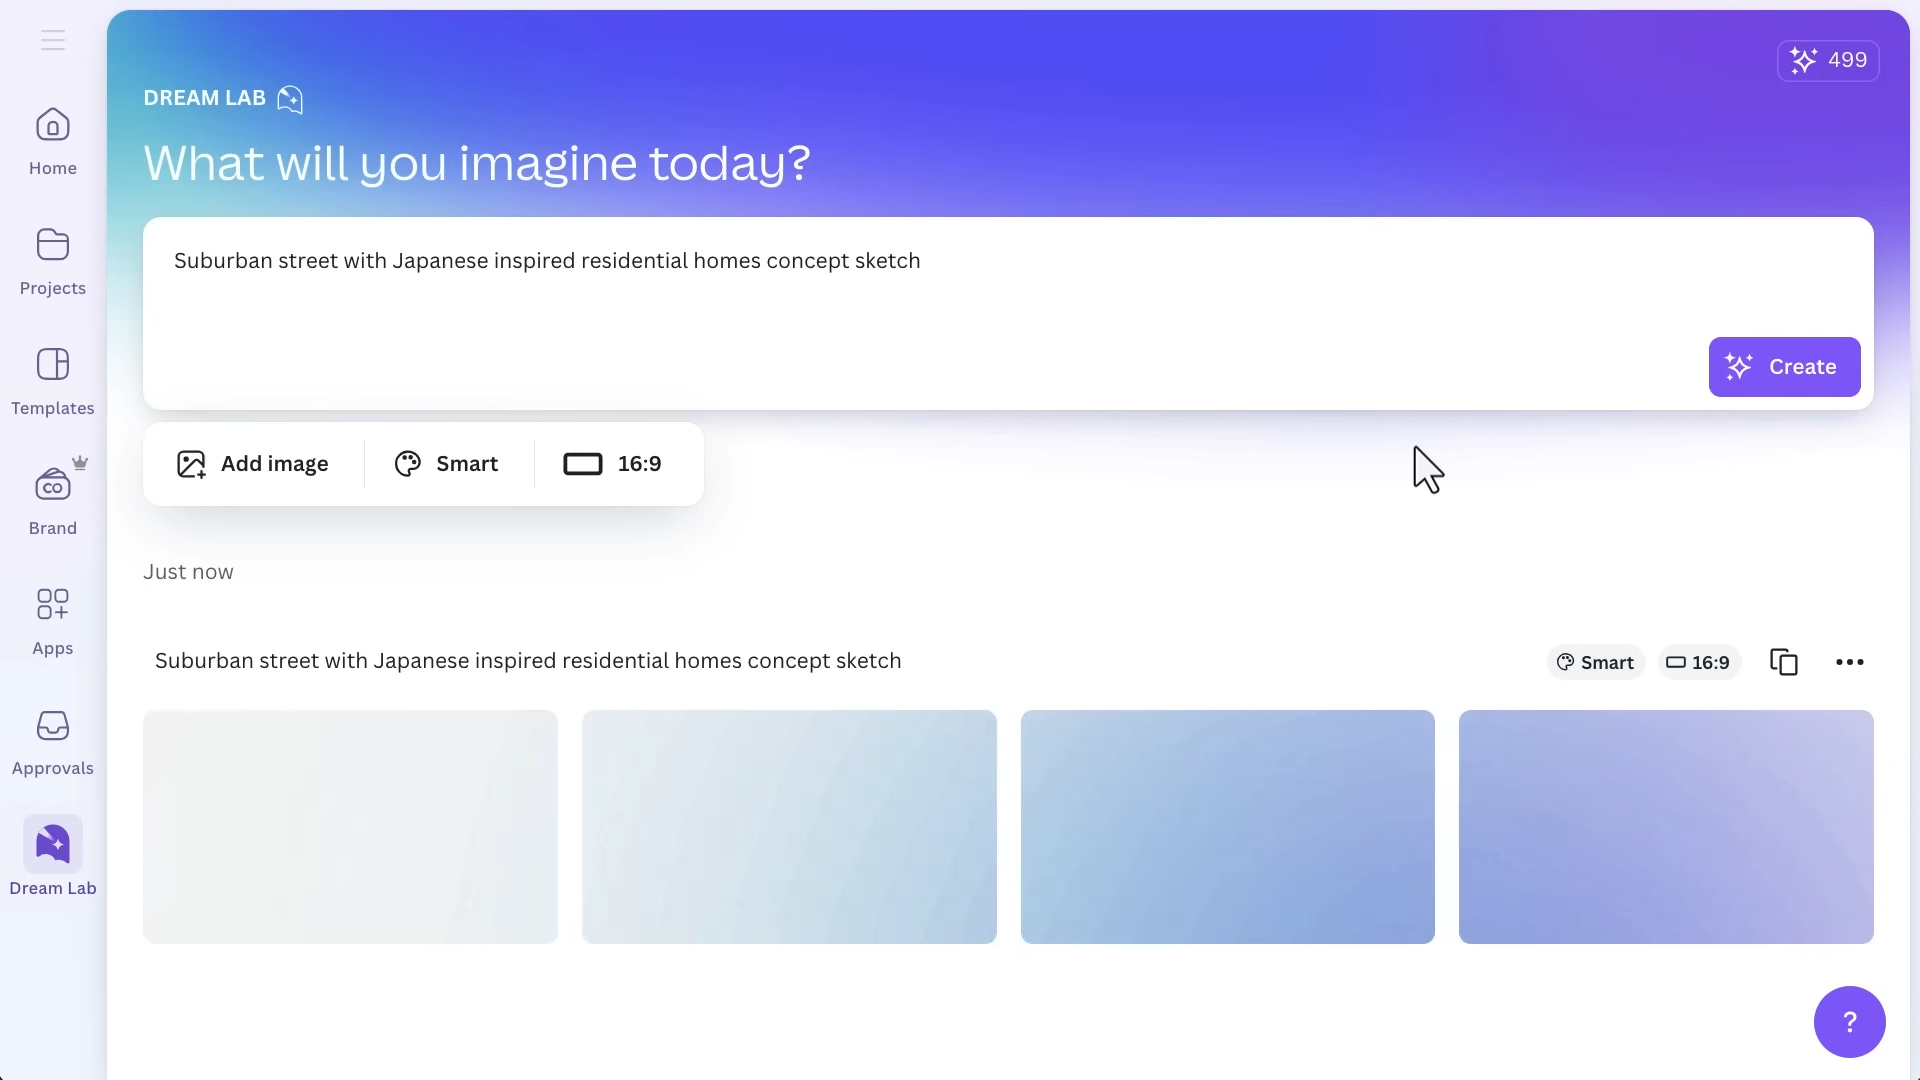 499
DREAM LAB
What will you imagine today?
Suburban street with Japanese inspired residential homes concept sketch
Create
Add image
Smart
16:9
Just now
Suburban street with Japanese inspired residential homes concept sketch
Smart
16:9
Home
Projects
Templates
CO
Brand
Apps
Approvals
Dream Lab
?